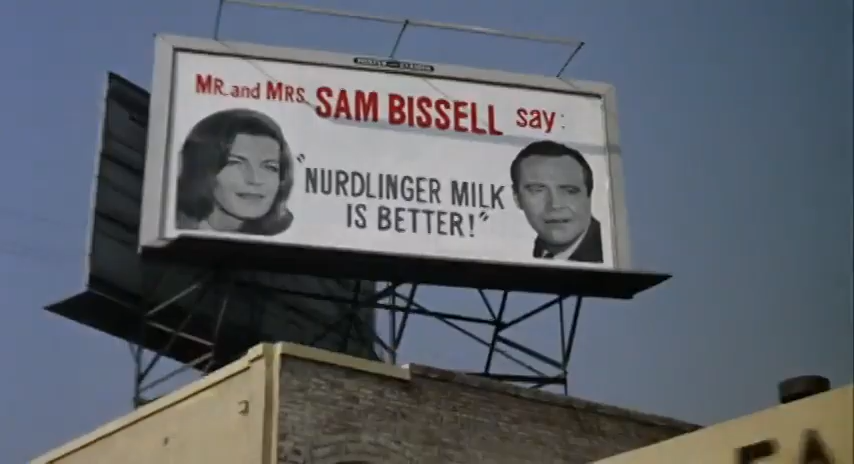 MR. and MRS. SAM BISSELL say:
"NURDLINGER MILK
IS BETTER!"